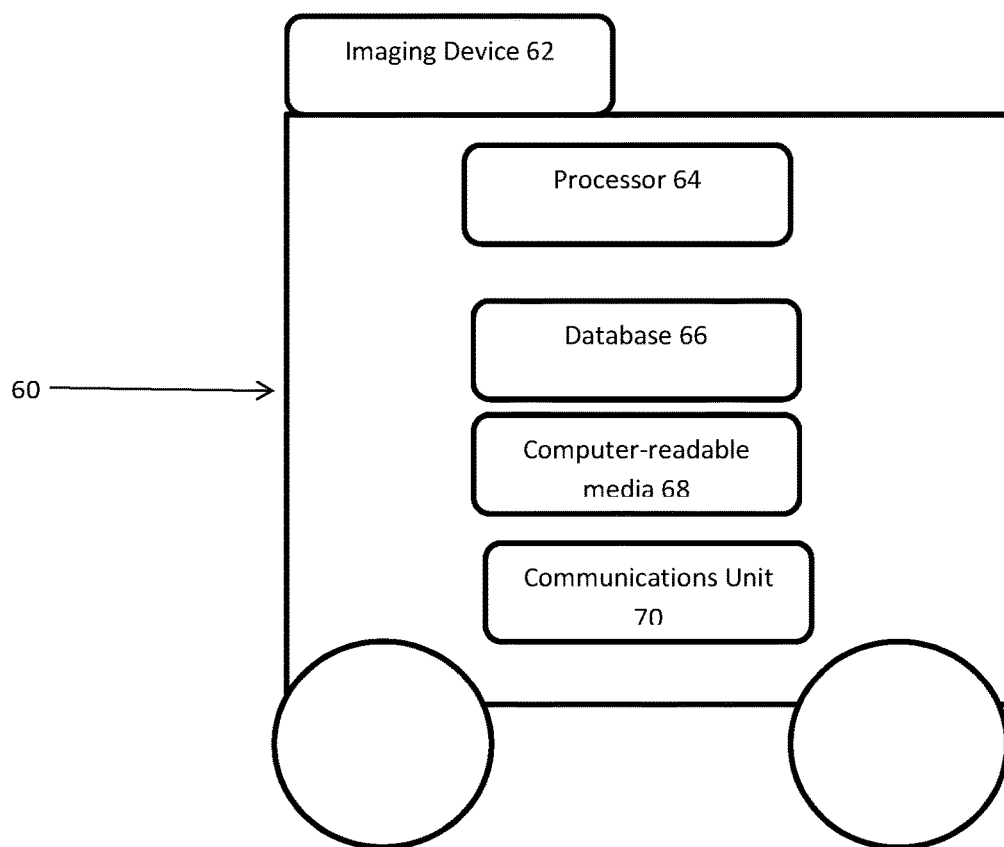 Imaging Device 62
Processor 64
Database 66
60
Computer-readable
media 68
Communications Unit
70